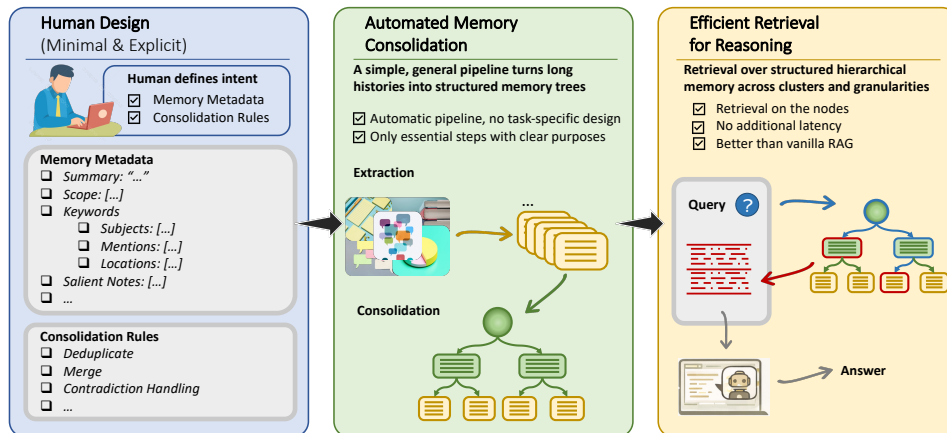 Human Design
(Minimal & Explicit)
Human defines intent
Memory Metadata
Consolidation Rules
Memory Metadata
Summary: “…”
Scope: […]
Keywords
Subjects: […]
Mentions: […]
Locations: […]
Salient Notes: […]
…
Consolidation Rules
Deduplicate
Merge
Contradiction Handling
…
Automated Memory
Consolidation
A simple, general pipeline turns long
histories into structured memory trees
Automatic pipeline, no task-specific design
Only essential steps with clear purposes
Extraction
…
Consolidation
Efficient Retrieval
for Reasoning
Retrieval over structured hierarchical
memory across clusters and granularities
Retrieval on the nodes
No additional latency
Better than vanilla RAG
Query ?
Answer